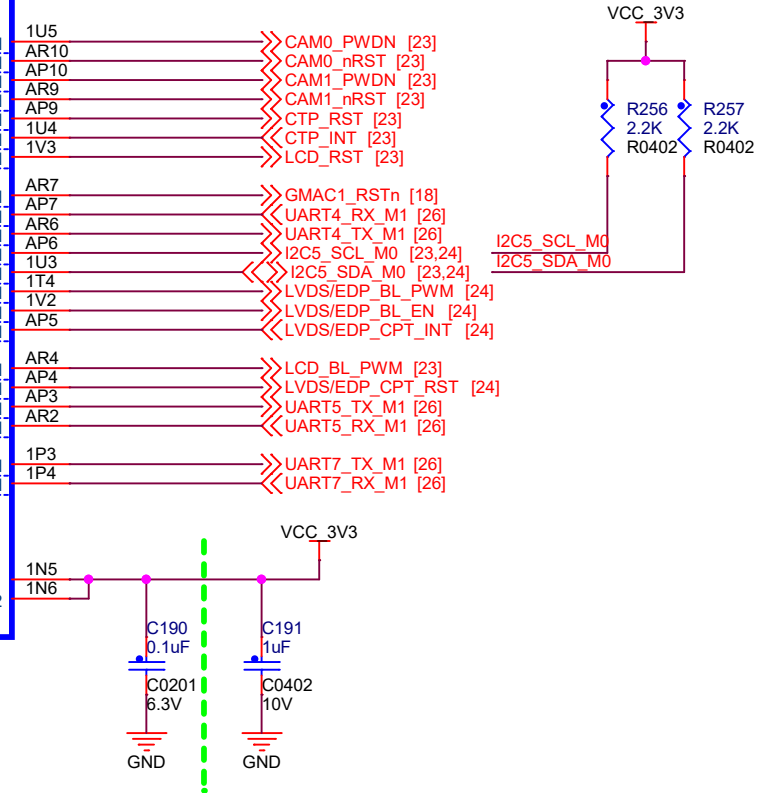 VCC_3V3
1U5
CAM0_PWDN [23]
AR10
CAM0_nRST [23]
AP10
CAM1_PWDN [23]
AR9
CAM1_nRST [23]
AP9
CTP_RST [23]
1U4
CTP_INT [23]
1V3
LCD_RST [23]
R256
2.2K
R0402
R257
2.2K
R0402
AR7
GMAC1_RSTn [18]
AP7
UART4_RX_M1 [26]
AR6
UART4_TX_M1 [26]
AP6
I2C5_SCL_M0 [23,24]
I2C5_SCL_M0
1U3
I2C5_SDA_M0 [23,24]
I2C5_SDA_M0
1T4
LVDS/EDP_BL_PWM [24]
1V2
LVDS/EDP_BL_EN [24]
AP5
LVDS/EDP_CPT_INT [24]
AR4
LCD_BL_PWM [23]
AP4
LVDS/EDP_CPT_RST [24]
AP3
UART5_TX_M1 [26]
AR2
UART5_RX_M1 [26]
1P3
UART7_TX_M1 [26]
1P4
UART7_RX_M1 [26]
VCC_3V3
1N5
1N6
C190
0.1uF
C0201
6.3V
GND
C191
1uF
C0402
10V
GND